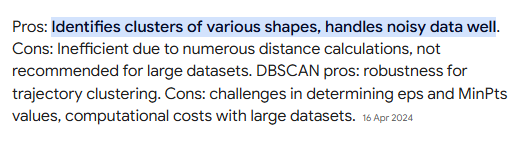 Pros: Identifies clusters of various shapes, handles noisy data well.
Cons: Inefficient due to numerous distance calculations, not
recommended for large datasets. DBSCAN pros: robustness for
trajectory clustering. Cons: challenges in determining eps and MinPts
values, computational costs with large datasets. 16 Apr 2024